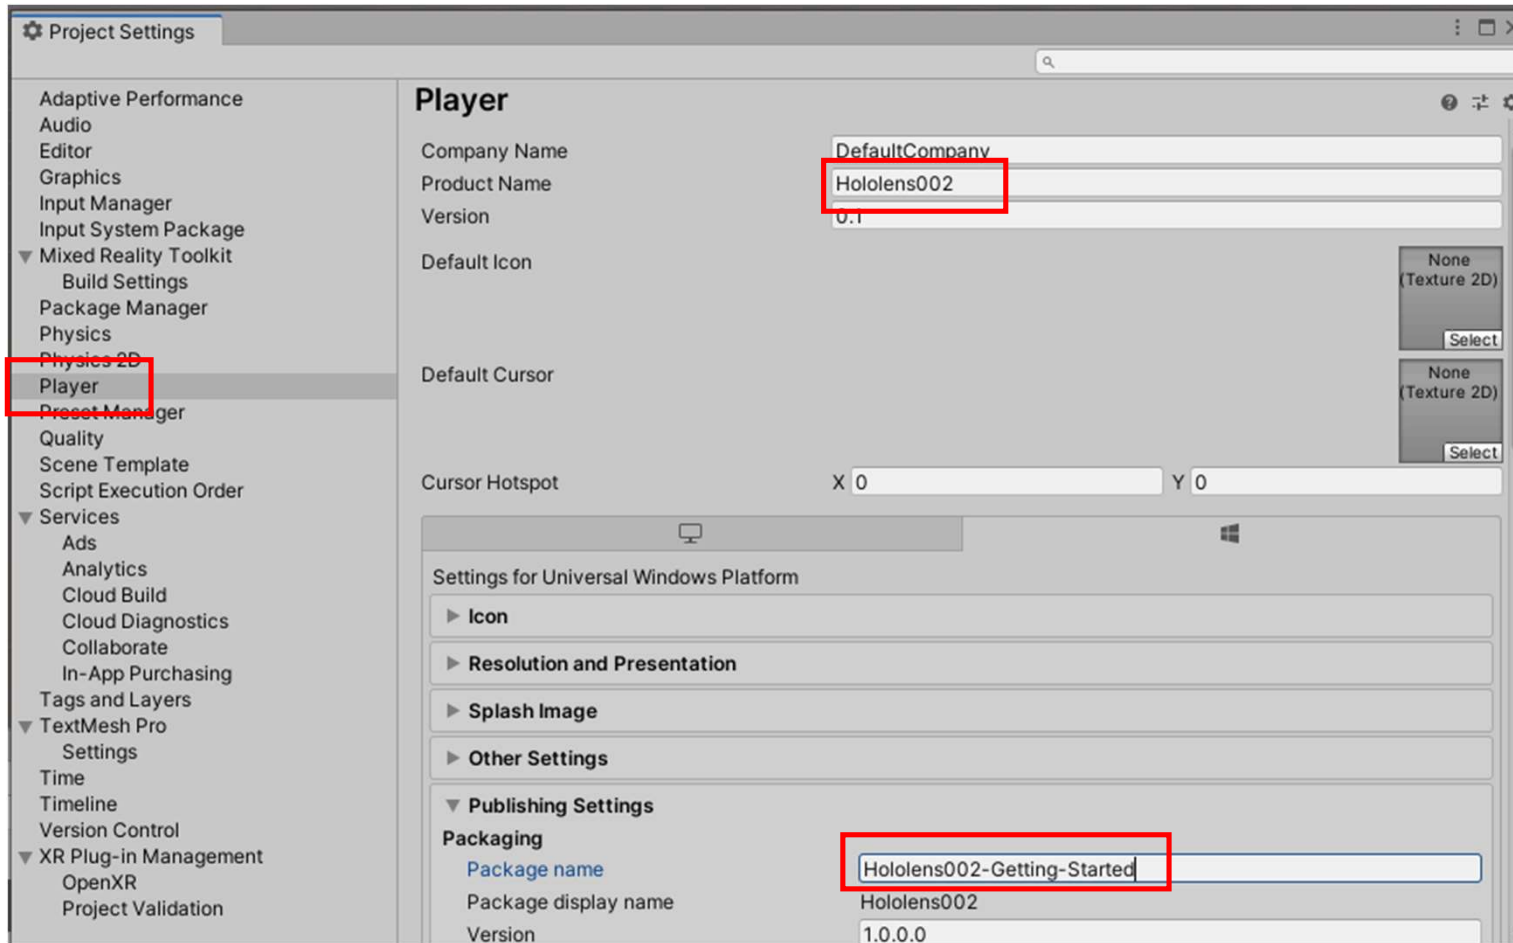 Project Settings
Adaptive Performance
Audio
Editor
Graphics
Input Manager
Input System Package
Mixed Reality Toolkit
Build Settings
Package Manager
Physics
Physics 2D
Player
Preset Manager
Quality
Scene Template
Script Execution Order
Services
Ads
Analytics
Cloud Build
Cloud Diagnostics
Collaborate
In-App Purchasing
Tags and Layers
TextMesh Pro
Settings
Time
Timeline
Version Control
XR Plug-in Management
OpenXR
Project Validation
Player
Company Name DefaultCompany
Product Name Hololens002
Version 0.1
Default Icon
None
(Texture 2D)
Select
Default Cursor
None
(Texture 2D)
Select
Cursor Hotspot X 0 Y 0
Settings for Universal Windows Platform
Icon
Resolution and Presentation
Splash Image
Other Settings
Publishing Settings
Packaging
Package name Hololens002-Getting-Started
Package display name Hololens002
Version 1.0.0.0